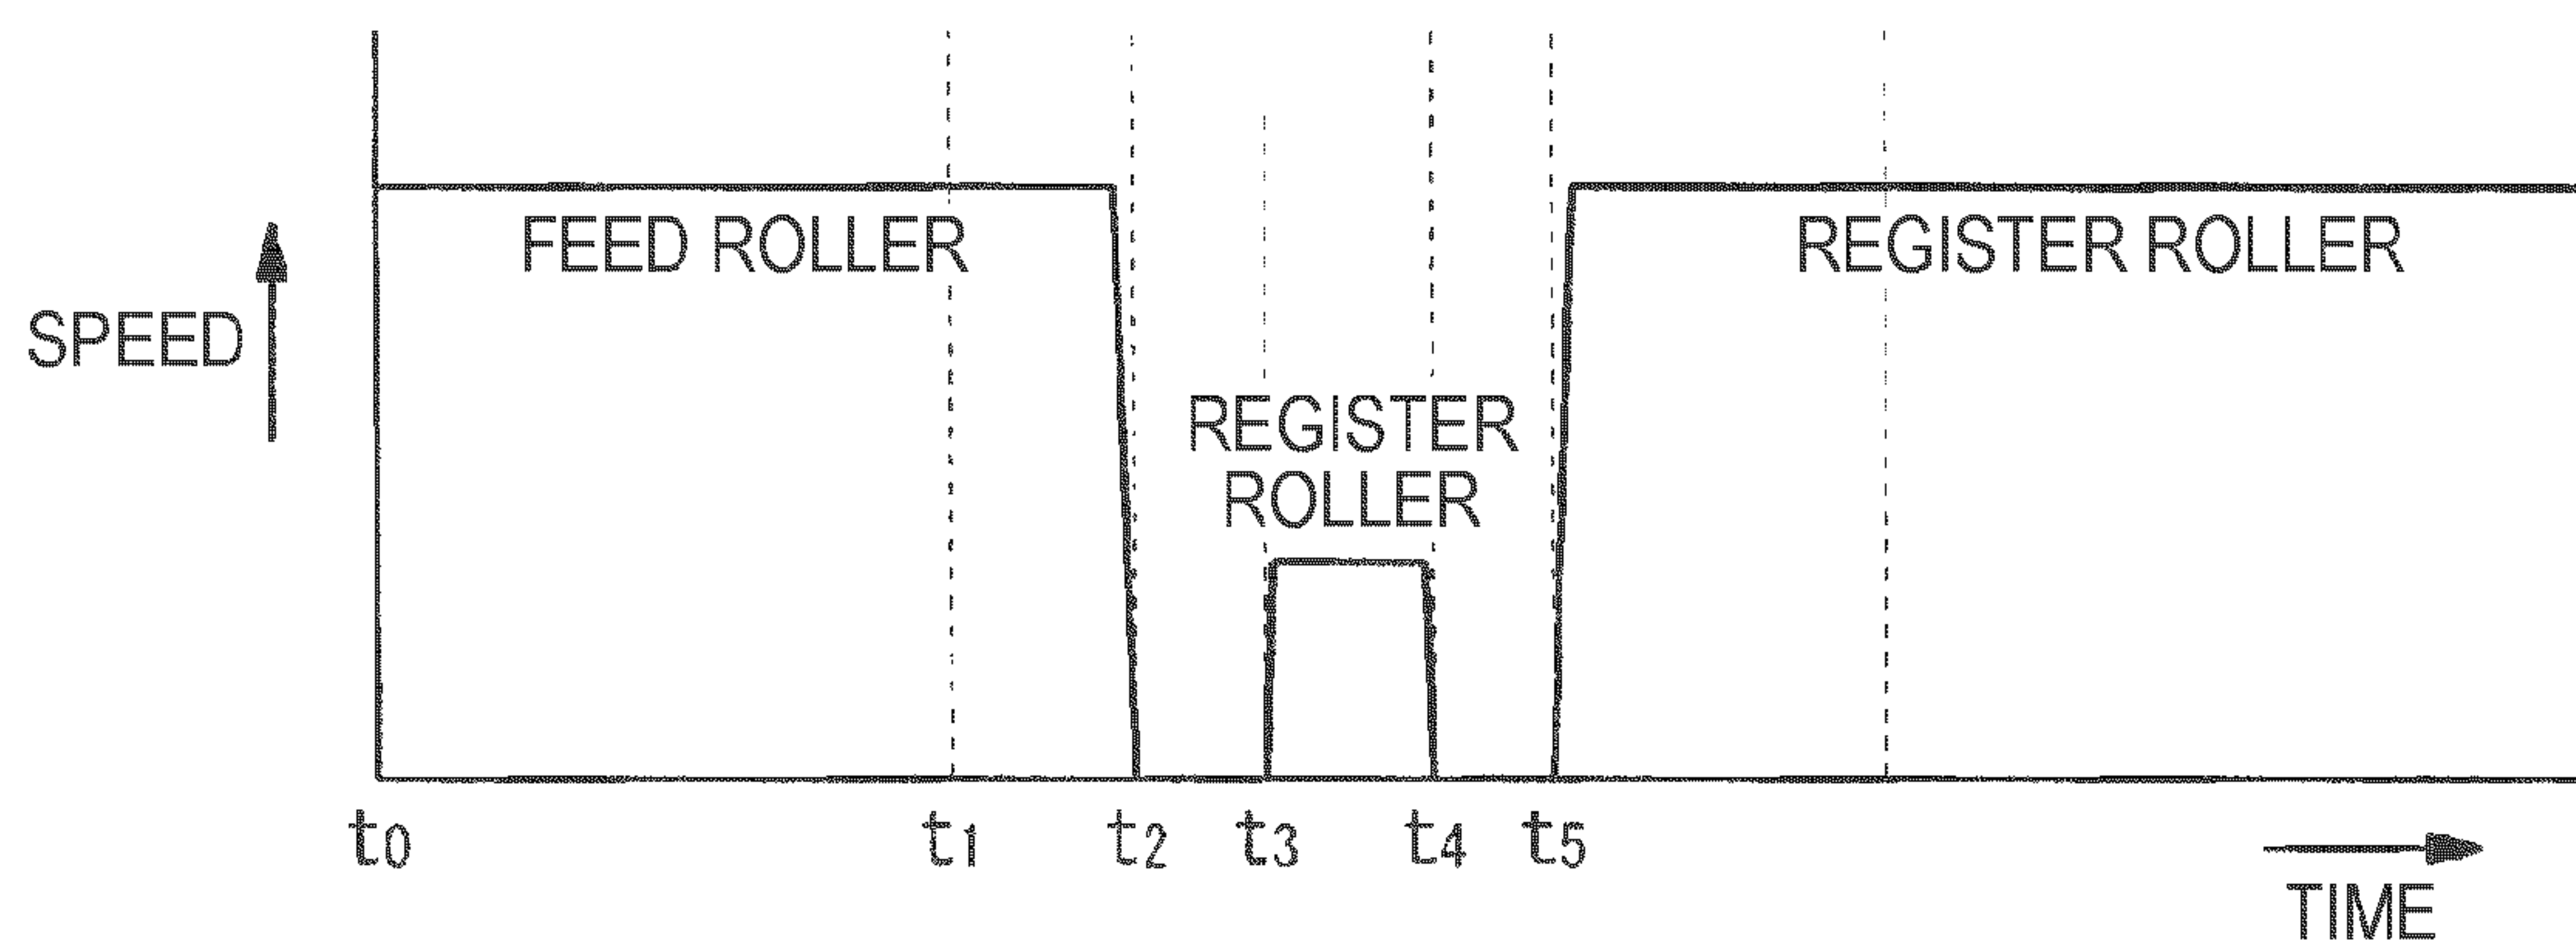 FEED ROLLER
REGISTER ROLLER
SPEED
REGISTER
ROLLER
t0 t1 t2 t3 t4 t5
TIME